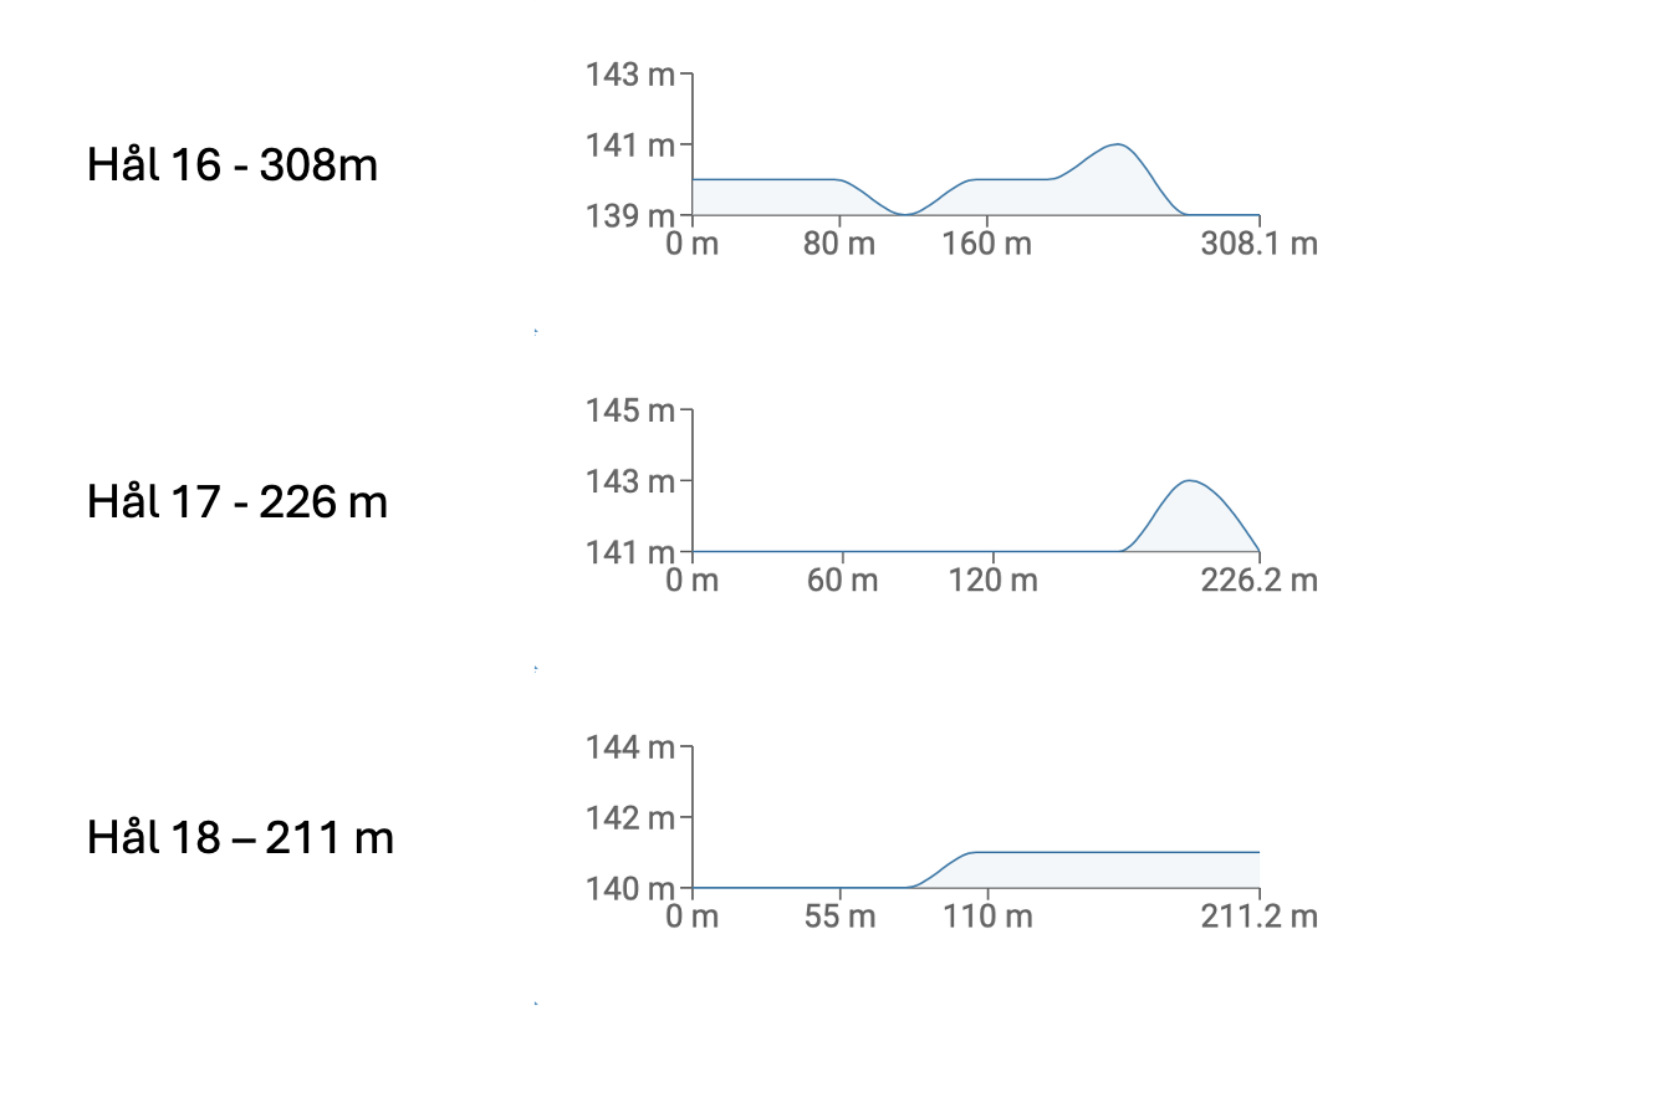 143 m
141 m
Hål 16 - 308m
139 m
0 m 80 m 160 m 308.1 m
145 m
143 m
Hål 17 - 226 m
141 m
0 m 60 m 120 m 226.2 m
144 m
142 m
Hål 18 – 211 m
140 m
0 m 55 m 110 m 211.2 m